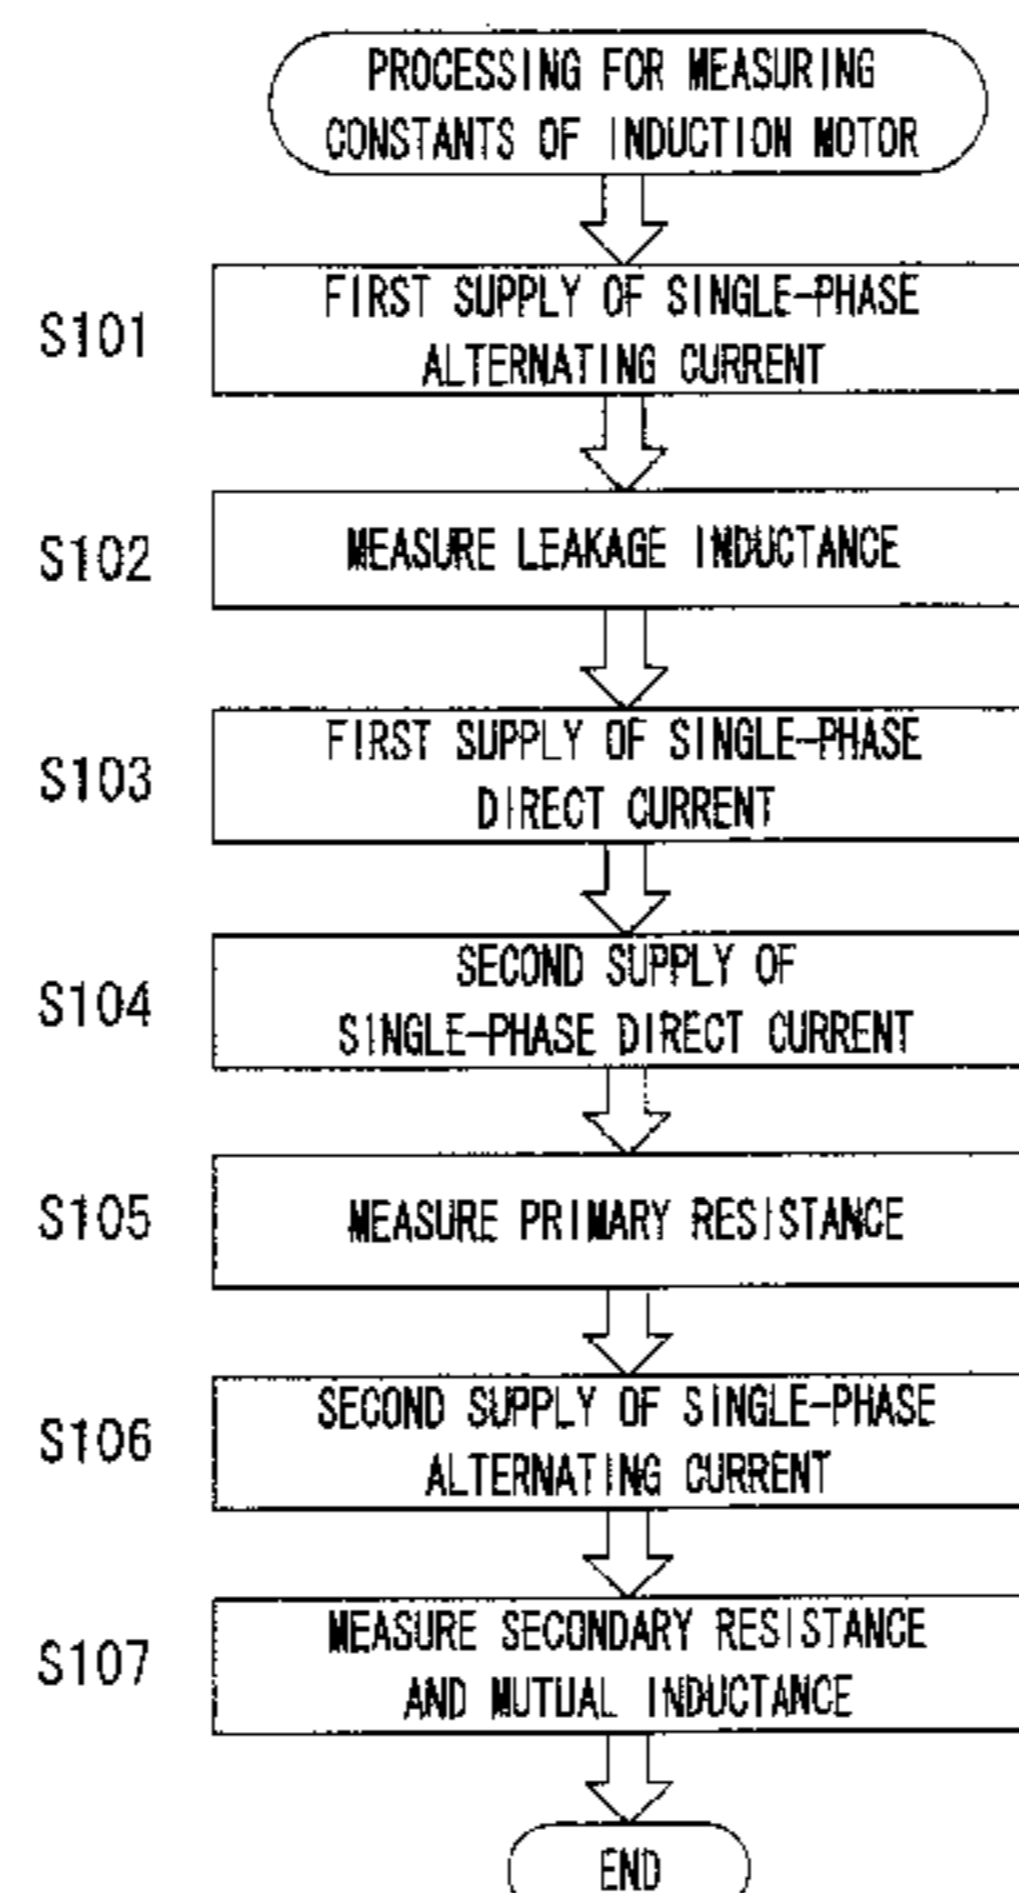 PROCESSING FOR MEASURING
CONSTANTS OF INDUCTION MOTOR
S101
FIRST SUPPLY OF SINGLE-PHASE
ALTERNATING CURRENT
S102
MEASURE LEAKAGE INDUCTANCE
S103
FIRST SUPPLY OF SINGLE-PHASE
DIRECT CURRENT
S104
SECOND SUPPLY OF
SINGLE-PHASE DIRECT CURRENT
S105
MEASURE PRIMARY RESISTANCE
S106
SECOND SUPPLY OF SINGLE-PHASE
ALTERNATING CURRENT
S107
MEASURE SECONDARY RESISTANCE
AND MUTUAL INDUCTANCE
END